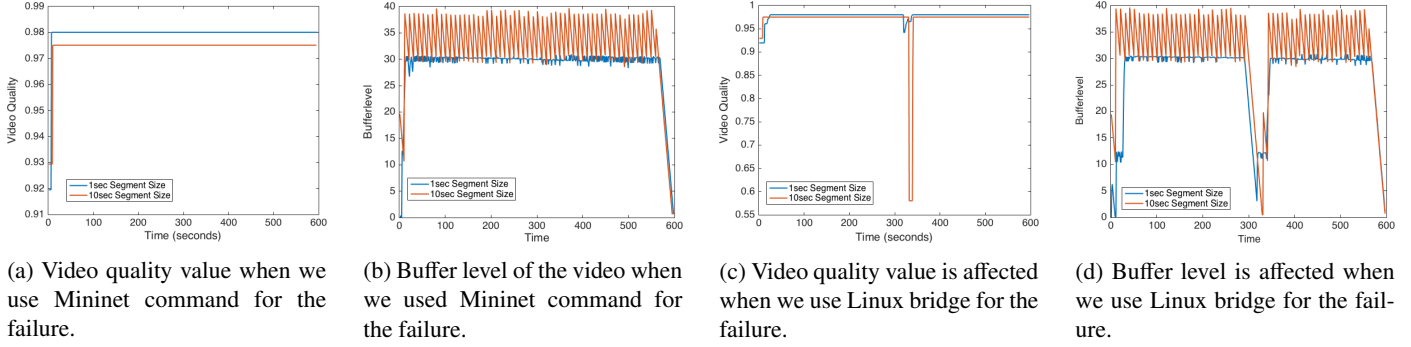 0.99
0.98
0.97
0.96
0.95
0.94
0.93
0.92
0.91
0
100
200
300
400
500
600
Video Quality
Time (seconds)
1sec Segment Size
10sec Segment Size
40
35
30
25
20
15
10
5
0
0
100
200
300
400
500
600
Bufferlevel
Time
1sec Segment Size
10sec Segment Size
1
0.95
0.9
0.85
0.8
0.75
0.7
0.65
0.6
0.55
0
100
200
300
400
500
600
Video Quality
Time (seconds)
1sec Segment Size
10sec Segment Size
40
35
30
25
20
15
10
5
0
0
100
200
300
400
500
600
Bufferlevel
Time
1sec Segment Size
10sec Segment Size
(a) Video quality value when we
use Mininet command for the
failure.
(b) Buffer level of the video when
we used Mininet command for
the failure.
(c) Video quality value is affected
when we use Linux bridge for the
failure.
(d) Buffer level is affected when
we use Linux bridge for the fail-
ure.